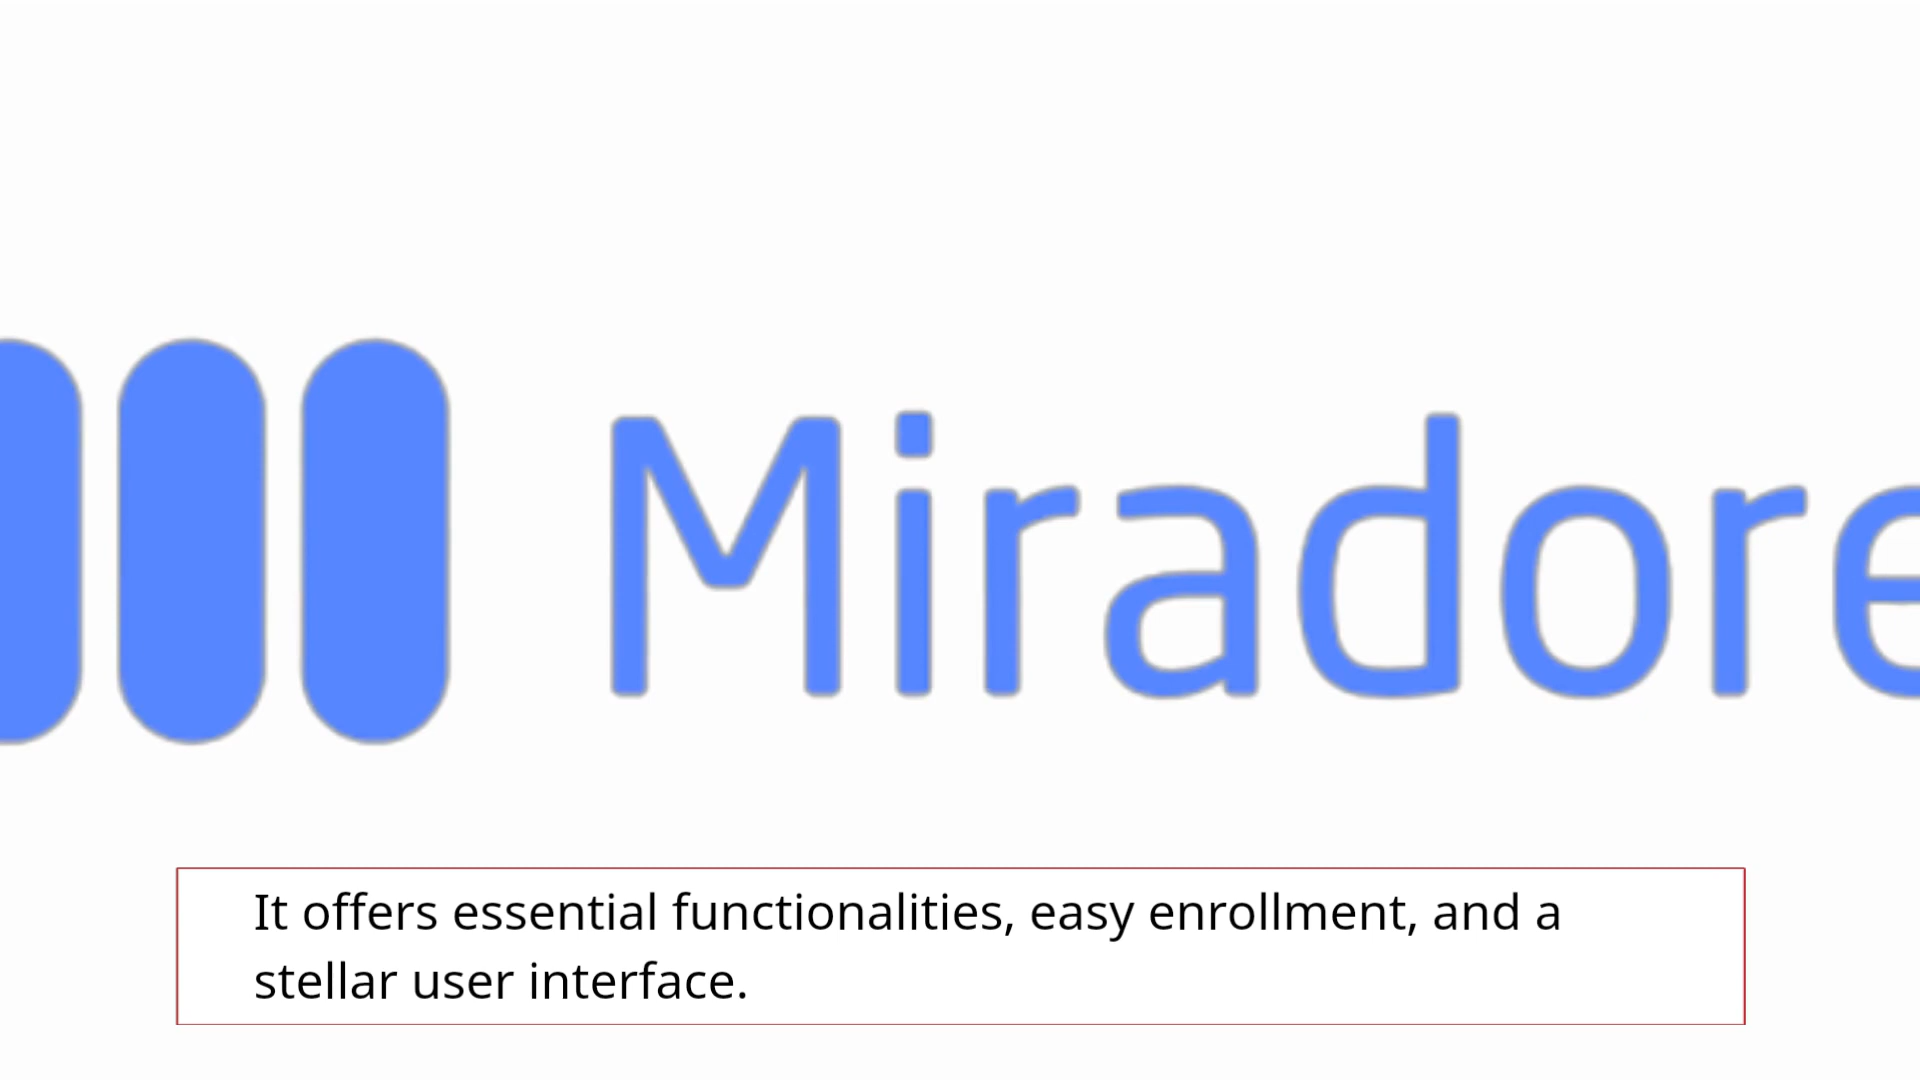 Miradore
It offers essential functionalities, easy enrollment, and a
stellar user interface.